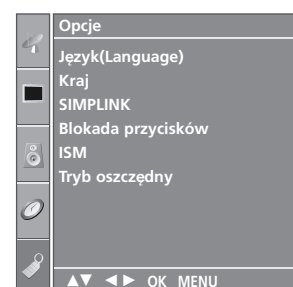 Opcje
Język(Language)
Kraj
SIMPLINK
Blokada przycisków
ISM
Tryb oszczędny
▲▼ ◄► OK MENU